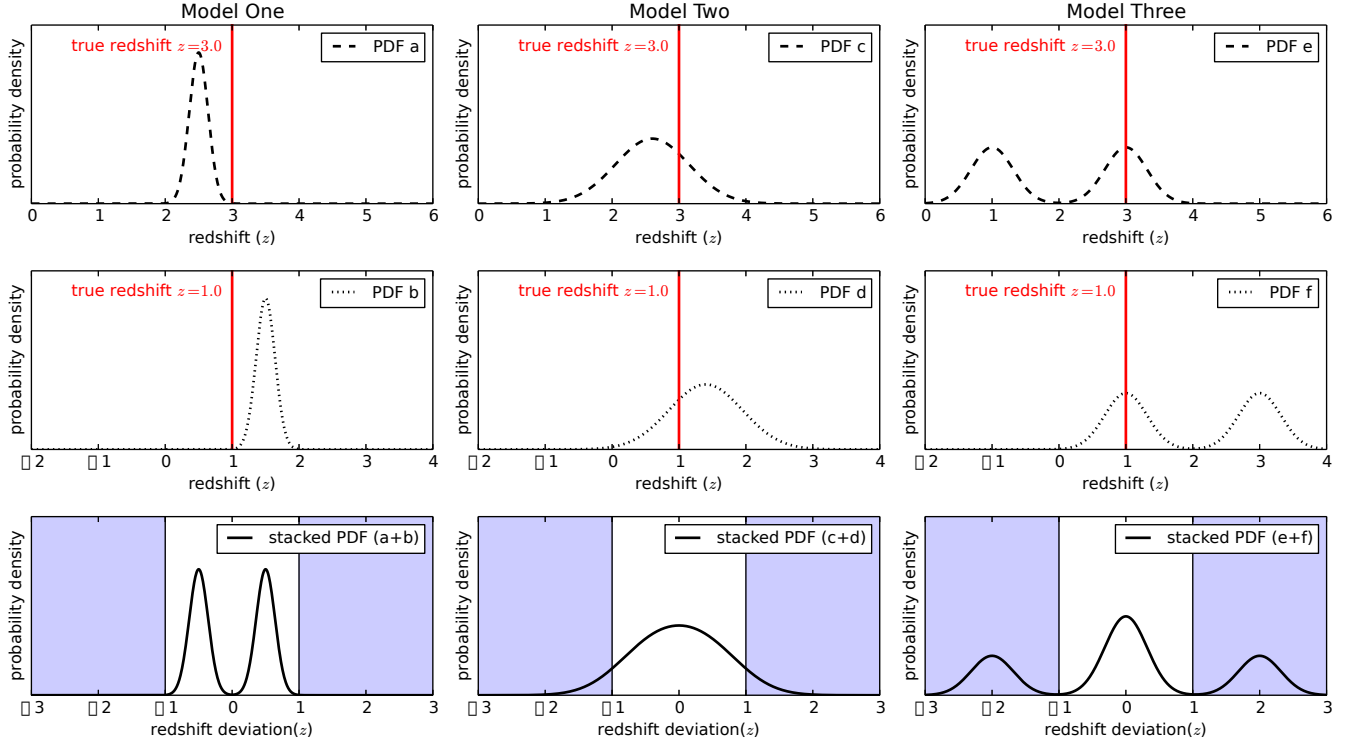 Model One
Model Two
Model Three
true redshift z=3.0
PDF a
true redshift z=3.0
PDF c
true redshift z=3.0
PDF e
probability density
probability density
probability density
0 1 2 3 4 5 6
0 1 2 3 4 5 6
0 1 2 3 4 5 6
redshift (z)
redshift (z)
redshift (z)
true redshift z=1.0
PDF b
true redshift z=1.0
PDF d
true redshift z=1.0
PDF f
probability density
probability density
probability density
▯2 ▯1 0 1 2 3 4
▯2 ▯1 0 1 2 3 4
▯2 ▯1 0 1 2 3 4
redshift (z)
redshift (z)
redshift (z)
stacked PDF (a+b)
stacked PDF (c+d)
stacked PDF (e+f)
probability density
probability density
probability density
▯3 ▯2 ▯1 0 1 2 3
▯3 ▯2 ▯1 0 1 2 3
▯3 ▯2 ▯1 0 1 2 3
redshift deviation(z)
redshift deviation(z)
redshift deviation(z)